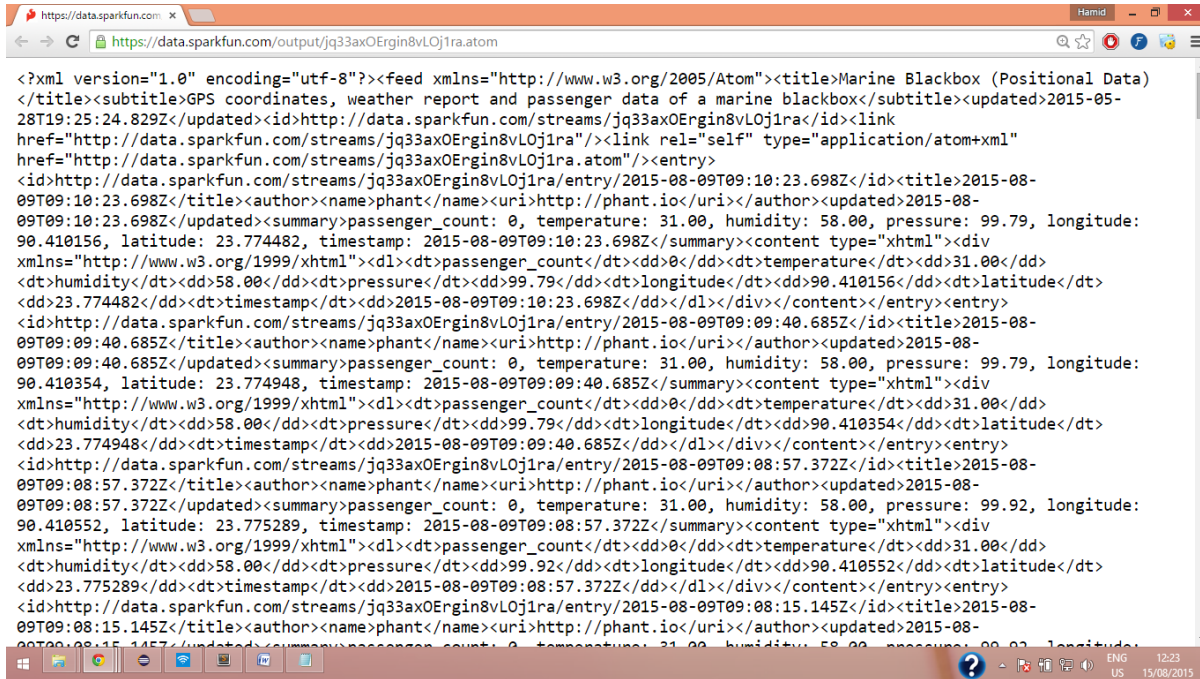 https://data.sparkfun.com
Hamid
https://data.sparkfun.com/output/jq33axOErgin8vLOj1ra.atom
<?xml version="1.0" encoding="utf-8"?><feed xmlns="http://www.w3.org/2005/Atom"><title>Marine Blackbox (Positional Data)
</title><subtitle>GPS coordinates, weather report and passenger data of a marine blackbox</subtitle><updated>2015-05-
28T19:25:24.829Z</updated><id>http://data.sparkfun.com/streams/jq33axOErgin8vLOj1ra</id><link
href="http://data.sparkfun.com/streams/jq33axOErgin8vLOj1ra"/><link rel="self" type="application/atom+xml"
href="http://data.sparkfun.com/streams/jq33axOErgin8vLOj1ra.atom"/><entry>
<id>http://data.sparkfun.com/streams/jq33axOErgin8vLOj1ra/entry/2015-08-09T09:10:23.698Z</id><title>2015-08-
09T09:10:23.698Z</title><author><name>phant</name><uri>http://phant.io</uri></author><updated>2015-08-
09T09:10:23.698Z</updated><summary>passenger_count: 0, temperature: 31.00, humidity: 58.00, pressure: 99.79, longitude:
90.410156, latitude: 23.774482, timestamp: 2015-08-09T09:10:23.698Z</summary><content type="xhtml"><div
xmlns="http://www.w3.org/1999/xhtml"><dl><dt>passenger_count</dt><dd>0</dd><dt>temperature</dt><dd>31.00</dd>
<dt>humidity</dt><dd>58.00</dd><dt>pressure</dt><dd>99.79</dd><dt>longitude</dt><dd>90.410156</dd><dt>latitude</dt>
<dd>23.774482</dd><dt>timestamp</dt><dd>2015-08-09T09:10:23.698Z</dd></dl></div></content></entry><entry>
<id>http://data.sparkfun.com/streams/jq33axOErgin8vLOj1ra/entry/2015-08-09T09:09:40.685Z</id><title>2015-08-
09T09:09:40.685Z</title><author><name>phant</name><uri>http://phant.io</uri></author><updated>2015-08-
09T09:09:40.685Z</updated><summary>passenger_count: 0, temperature: 31.00, humidity: 58.00, pressure: 99.79, longitude:
90.410354, latitude: 23.774948, timestamp: 2015-08-09T09:09:40.685Z</summary><content type="xhtml"><div
xmlns="http://www.w3.org/1999/xhtml"><dl><dt>passenger_count</dt><dd>0</dd><dt>temperature</dt><dd>31.00</dd>
<dt>humidity</dt><dd>58.00</dd><dt>pressure</dt><dd>99.79</dd><dt>longitude</dt><dd>90.410354</dd><dt>latitude</dt>
<dd>23.774948</dd><dt>timestamp</dt><dd>2015-08-09T09:09:40.685Z</dd></dl></div></content></entry><entry>
<id>http://data.sparkfun.com/streams/jq33axOErgin8vLOj1ra/entry/2015-08-09T09:08:57.372Z</id><title>2015-08-
09T09:08:57.372Z</title><author><name>phant</name><uri>http://phant.io</uri></author><updated>2015-08-
09T09:08:57.372Z</updated><summary>passenger_count: 0, temperature: 31.00, humidity: 58.00, pressure: 99.92, longitude:
90.410552, latitude: 23.775289, timestamp: 2015-08-09T09:08:57.372Z</summary><content type="xhtml"><div
xmlns="http://www.w3.org/1999/xhtml"><dl><dt>passenger_count</dt><dd>0</dd><dt>temperature</dt><dd>31.00</dd>
<dt>humidity</dt><dd>58.00</dd><dt>pressure</dt><dd>99.92</dd><dt>longitude</dt><dd>90.410552</dd><dt>latitude</dt>
<dd>23.775289</dd><dt>timestamp</dt><dd>2015-08-09T09:08:57.372Z</dd></dl></div></content></entry><entry>
<id>http://data.sparkfun.com/streams/jq33axOErgin8vLOj1ra/entry/2015-08-09T09:08:15.145Z</id><title>2015-08-
09T09:08:15.145Z</title><author><name>phant</name><uri>http://phant.io</uri></author><updated>2015-08-
ENG 12:23
US 15/08/2015